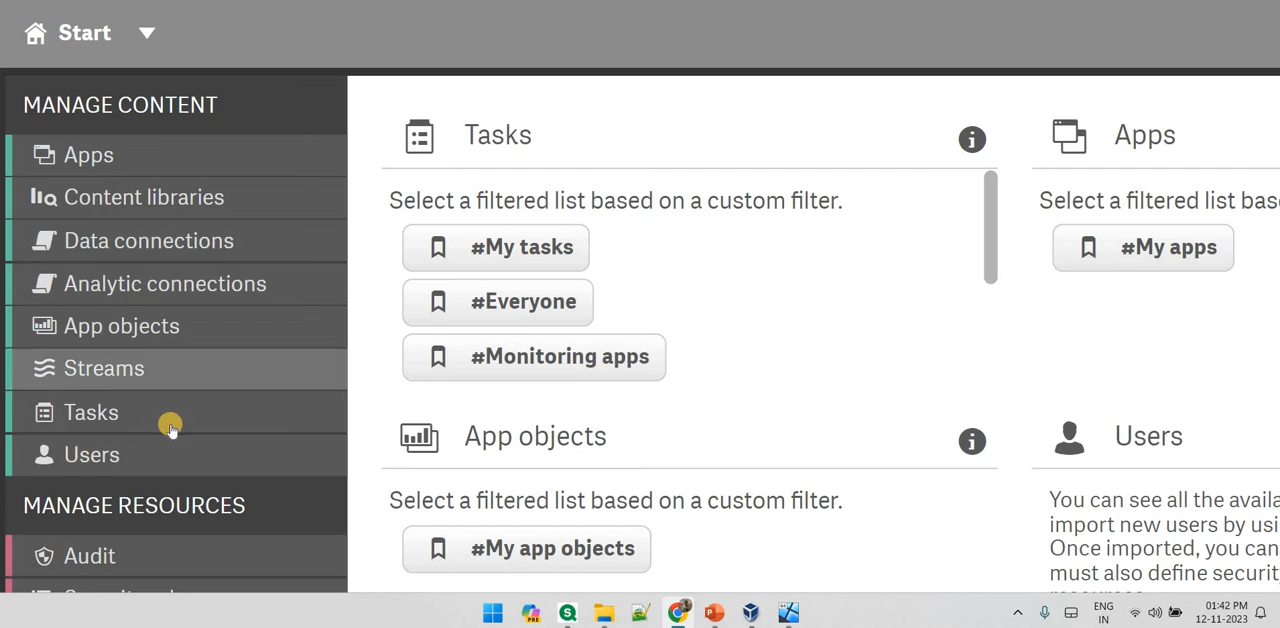 Start
MANAGE CONTENT
Apps
Content libraries
Data connections
Analytic connections
App objects
Streams
Tasks
Users
MANAGE RESOURCES
Audit
Tasks
Select a filtered list based on a custom filter.
#My tasks
#Everyone
#Monitoring apps
Apps
Select a filtered list bas
#My apps
App objects
Select a filtered list based on a custom filter.
#My app objects
Users
You can see all the availa
import new users by usi
Once imported, you can
must also define security
PRE
ENG
IN
01:42 PM
12-11-2023